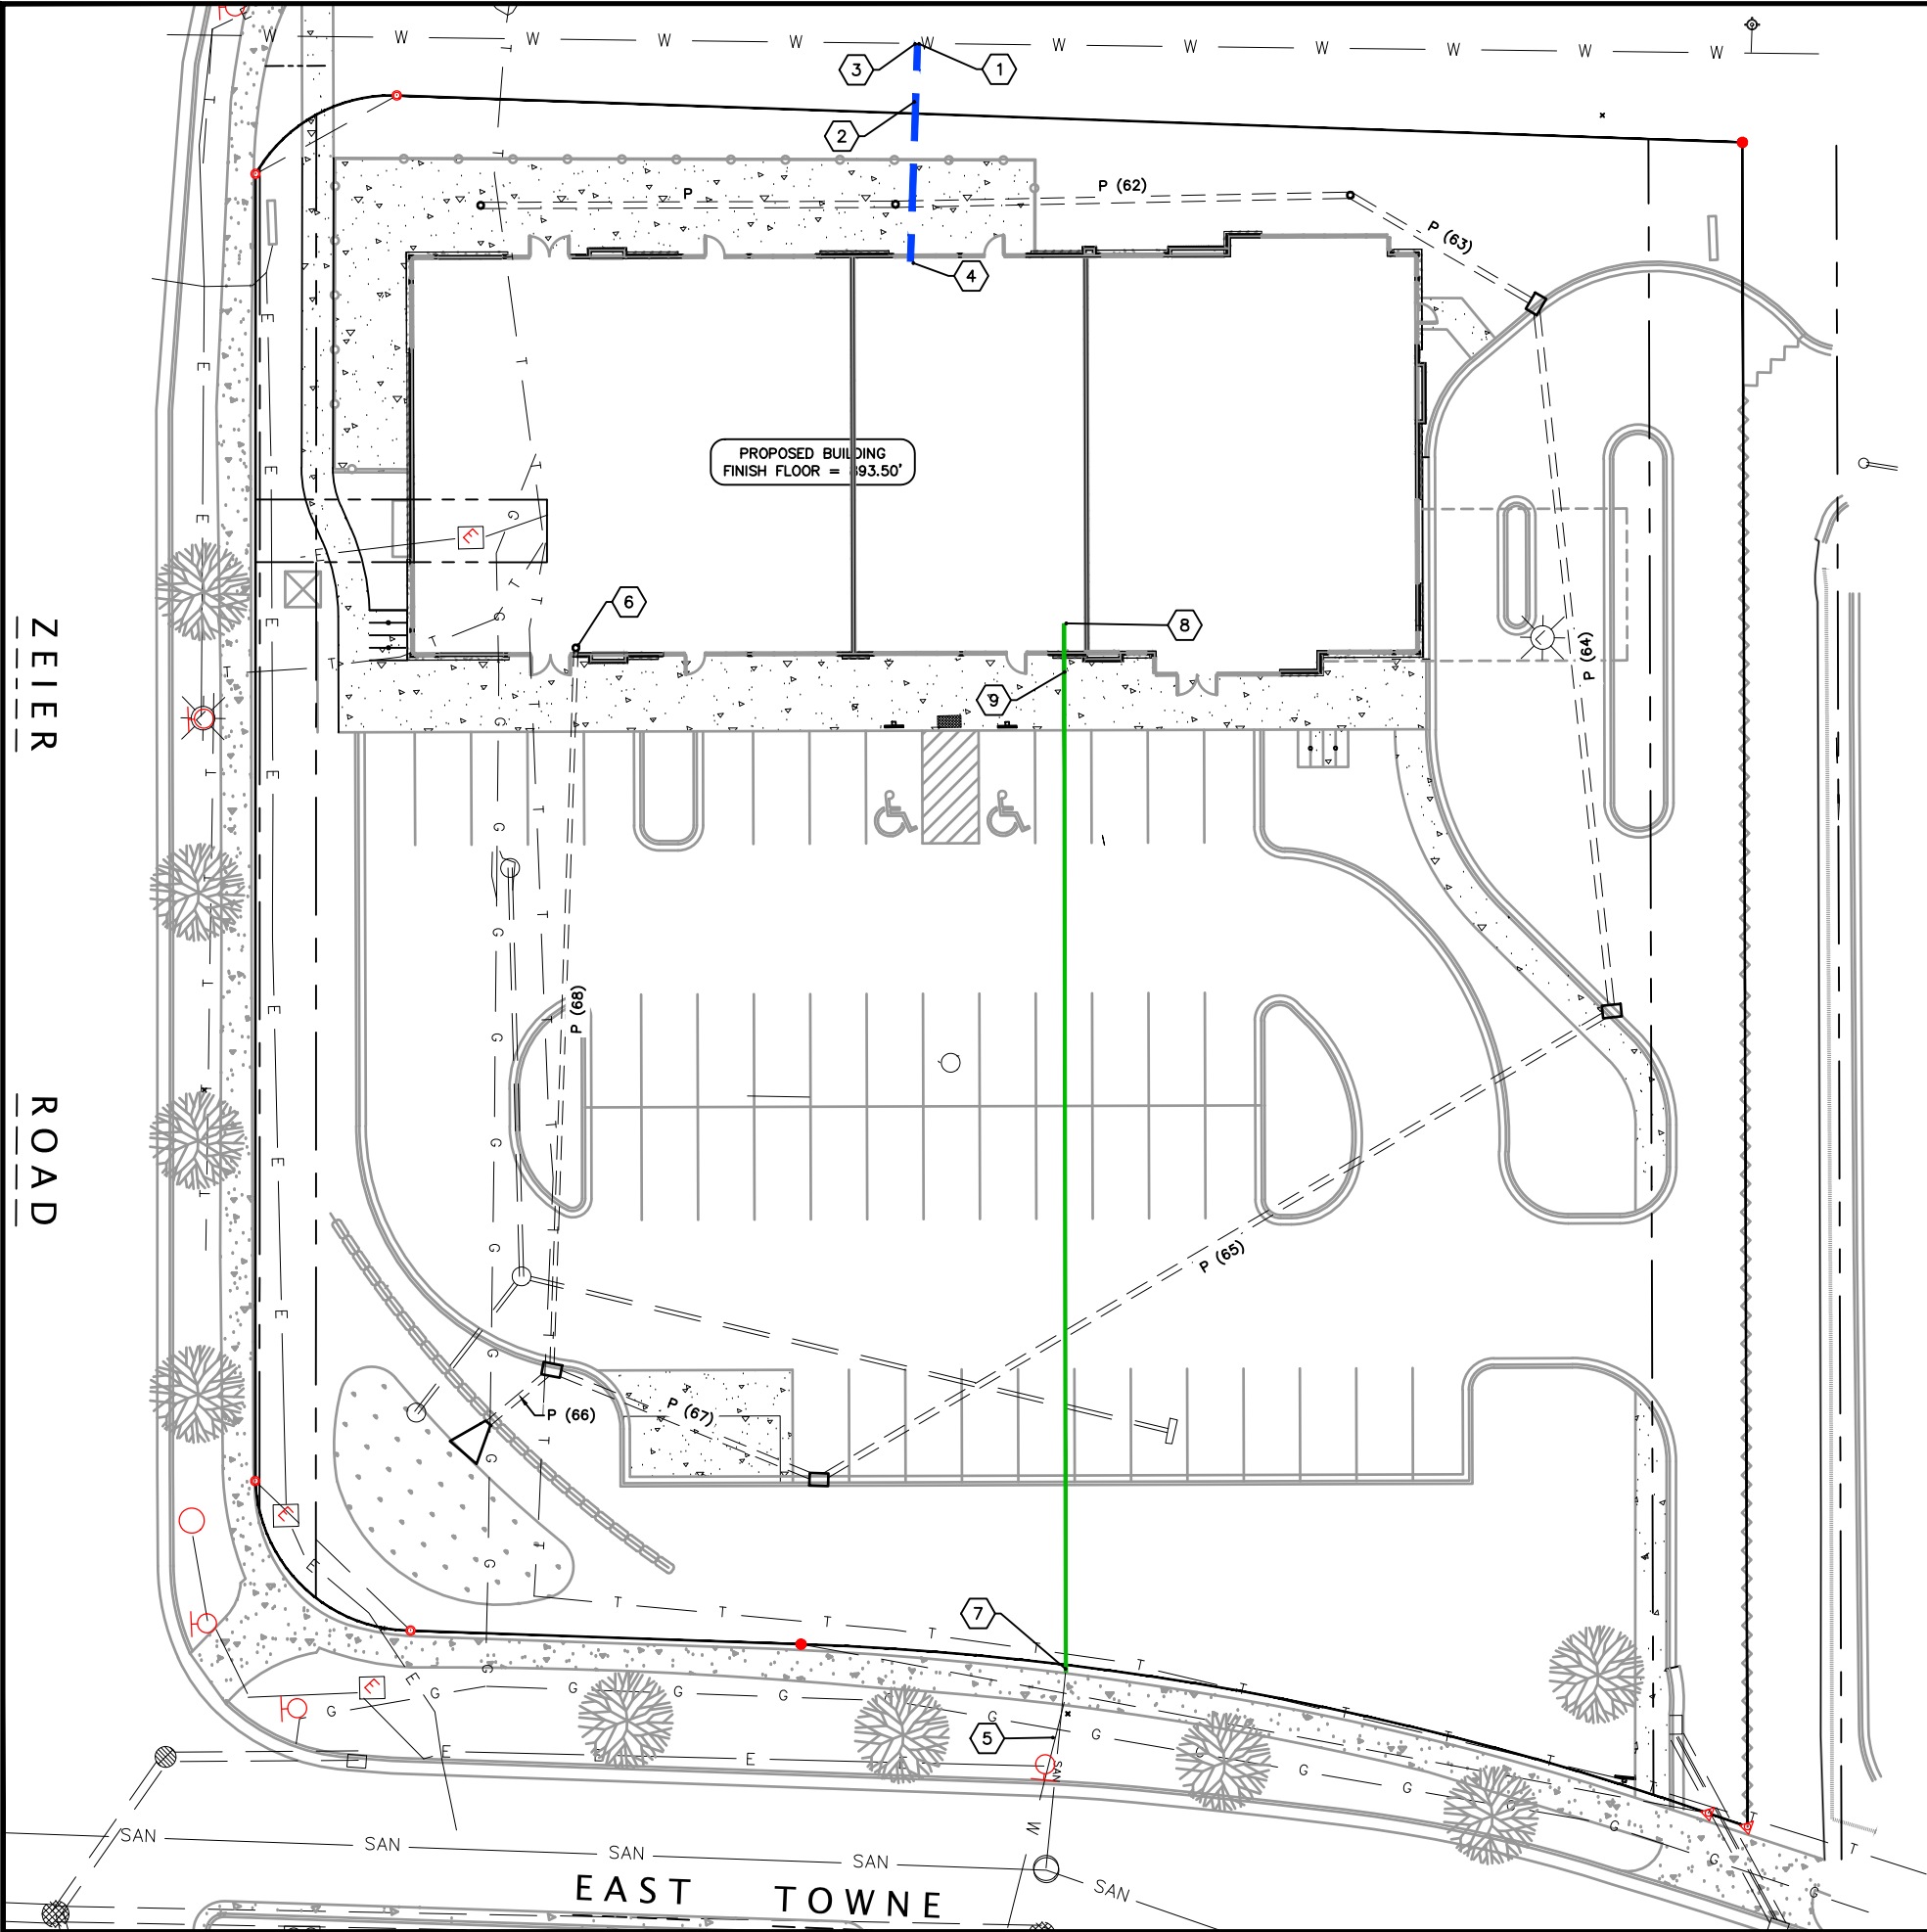 W W W W W W W W W W W W
3
1
2
P
P (62)
P (63)
4
PROPOSED BUILDING
FINISH FLOOR = 893.50'
6
8
9
P (64)
ZEIER ROAD
P (68)
P (65)
P (66)
P (67)
7
5
SAN
W
SAN SAN SAN SAN SAN
EAST TOWNE